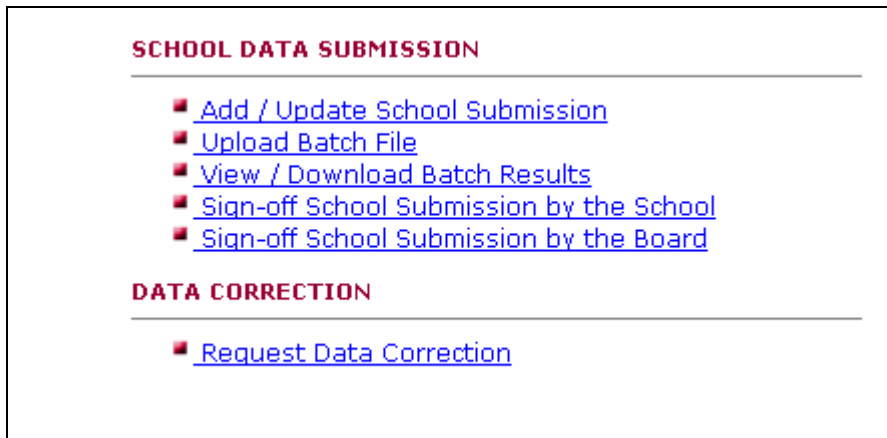 SCHOOL DATA SUBMISSION
Add / Update School Submission
Upload Batch File
View / Download Batch Results
Sign-off School Submission by the School
Sign-off School Submission by the Board
DATA CORRECTION
Request Data Correction